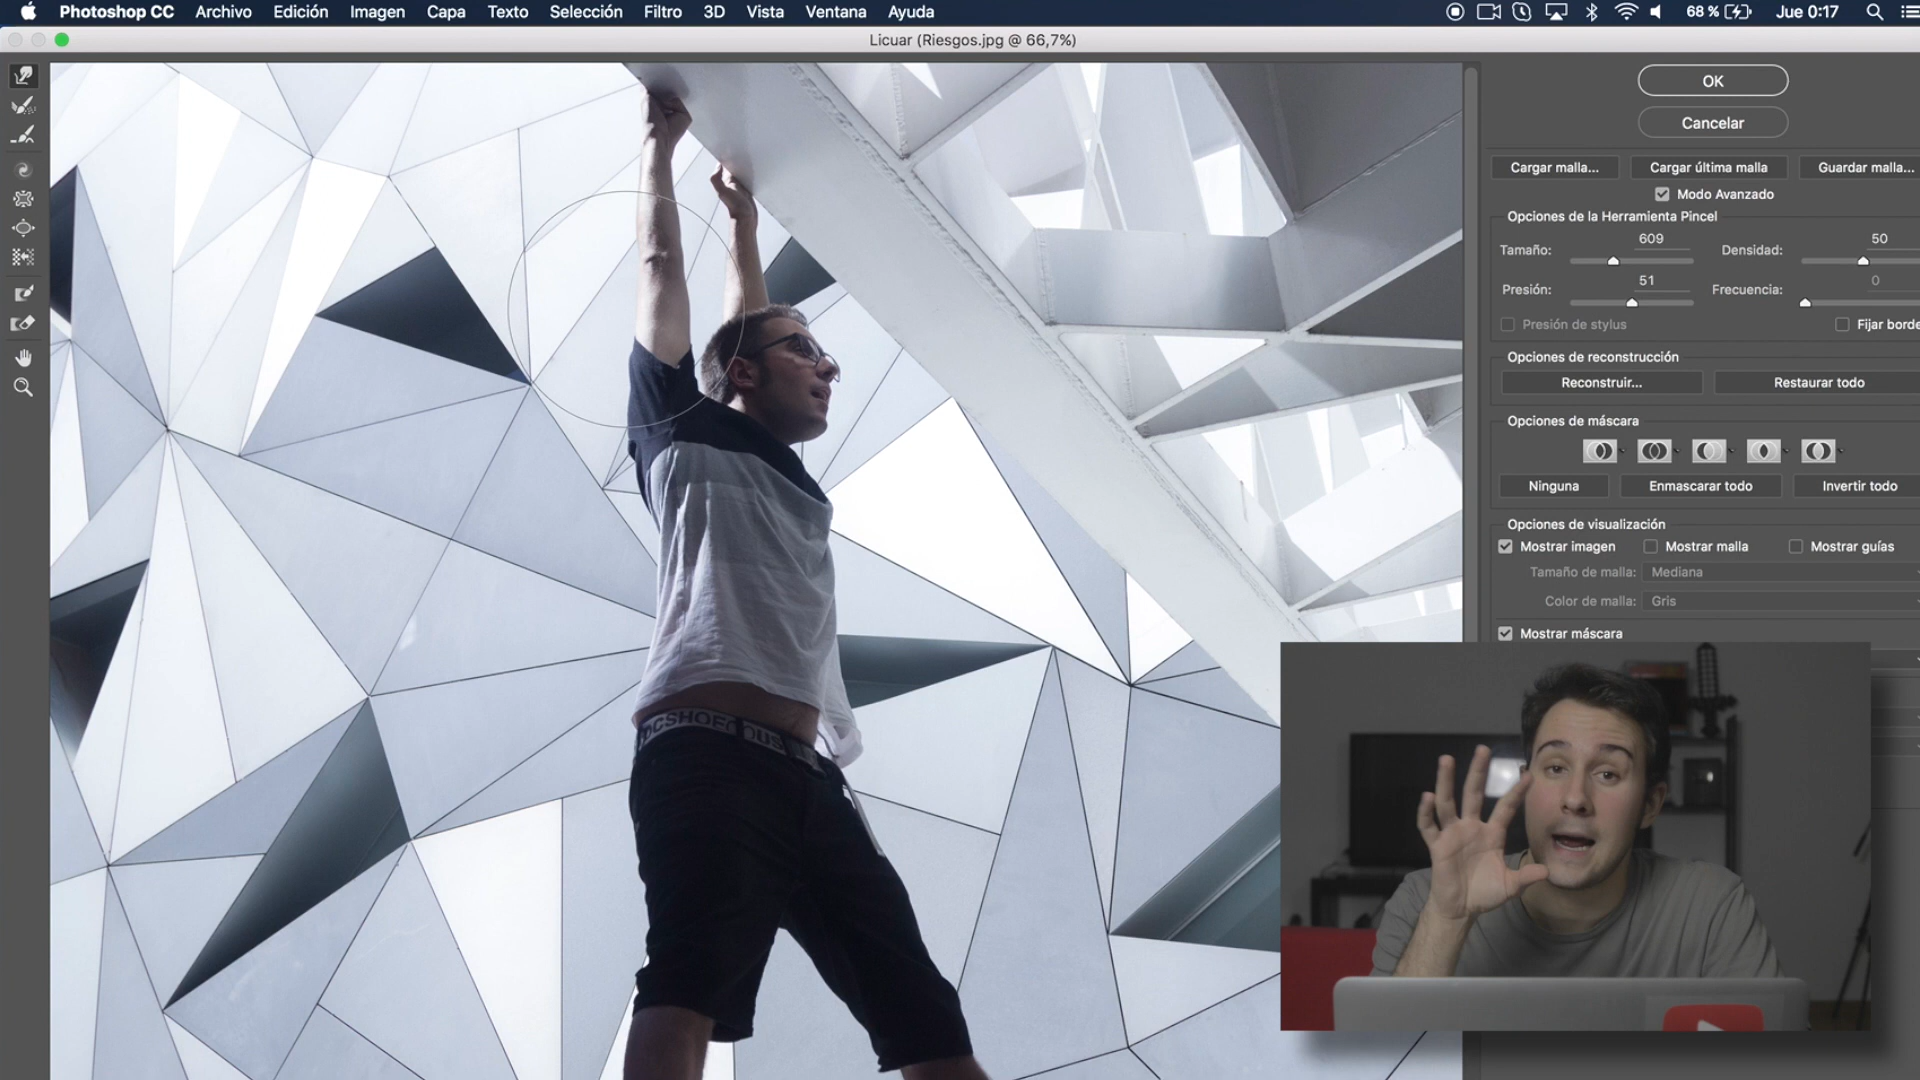 Photoshop CC Archivo Edición Imagen Capa Texto Selección Filtro 3D Vista Ventana Ayuda 68 % Jue 0:17
Licuar (Riesgos.jpg @ 66,7%)
OK
Cancelar
Cargar malla... Cargar última malla Guardar malla...
Modo Avanzado
Opciones de la Herramienta Pincel
Tamaño: 609 Densidad: 50
Presión: 51 Frecuencia: 0
Presión de stylus Fijar borde
Opciones de reconstrucción
Reconstruir... Restaurar todo
Opciones de máscara
Ninguna Enmascarar todo Invertir todo
Opciones de visualización
Mostrar imagen Mostrar malla Mostrar guías
Tamaño de malla: Mediana
Color de malla: Gris
Mostrar máscara